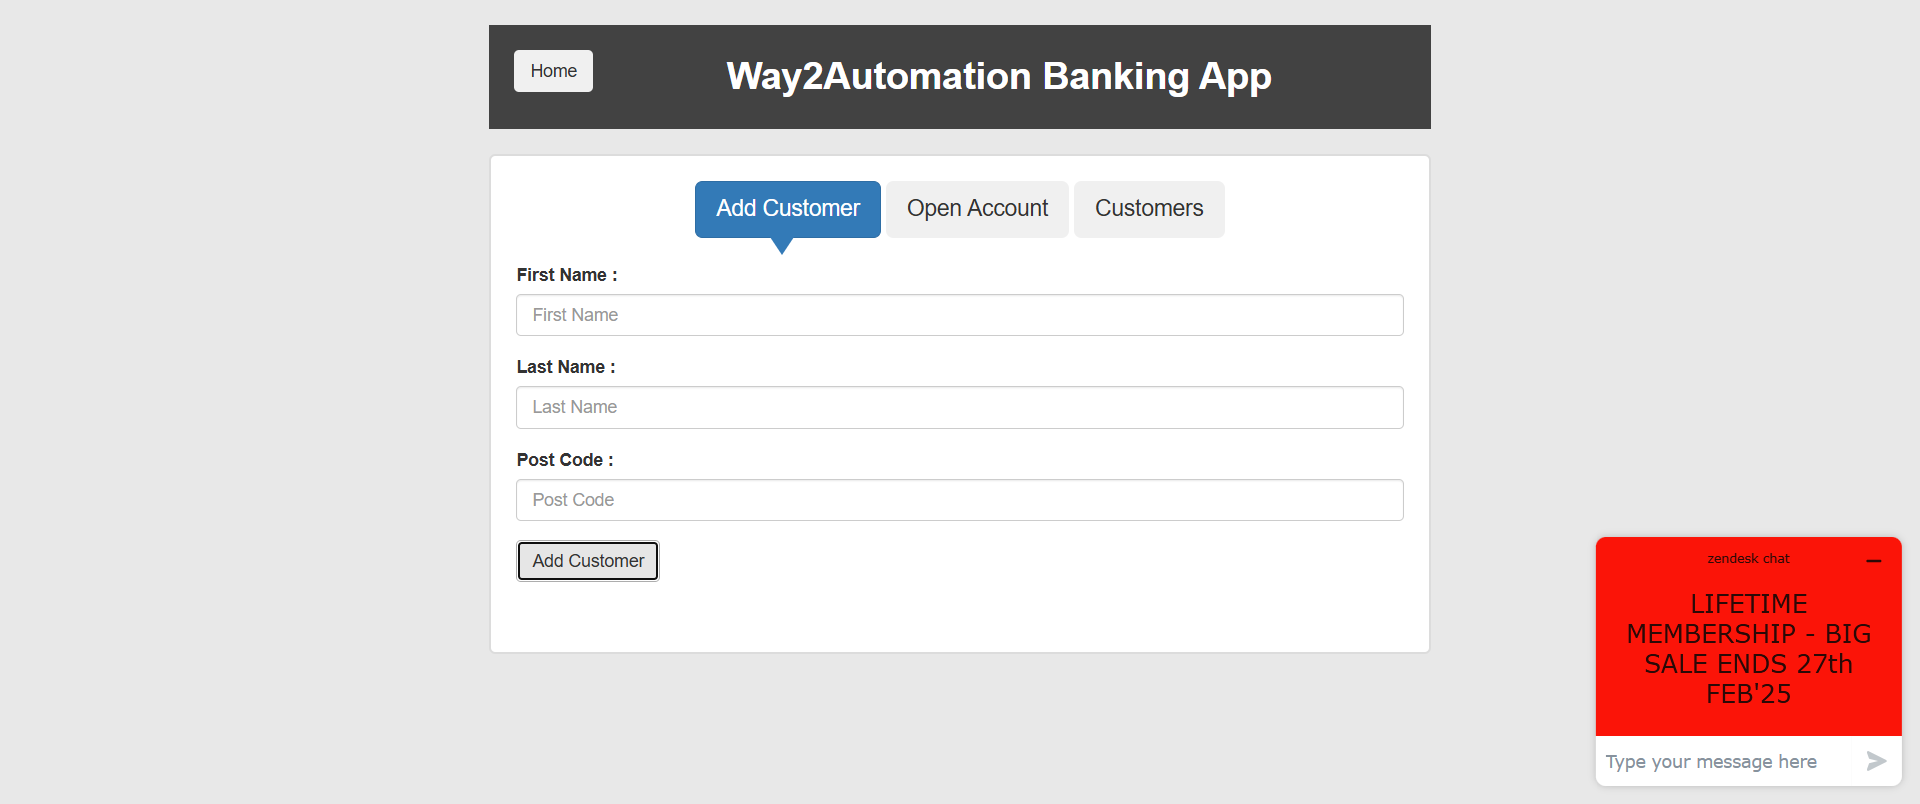 Home
Way2Automation Banking App
Add Customer
Open Account
Customers
First Name :
First Name
Last Name :
Last Name
Post Code :
Post Code
Add Customer
zendesk chat
LIFETIME
MEMBERSHIP - BIG
SALE ENDS 27th
FEB'25
Type your message here